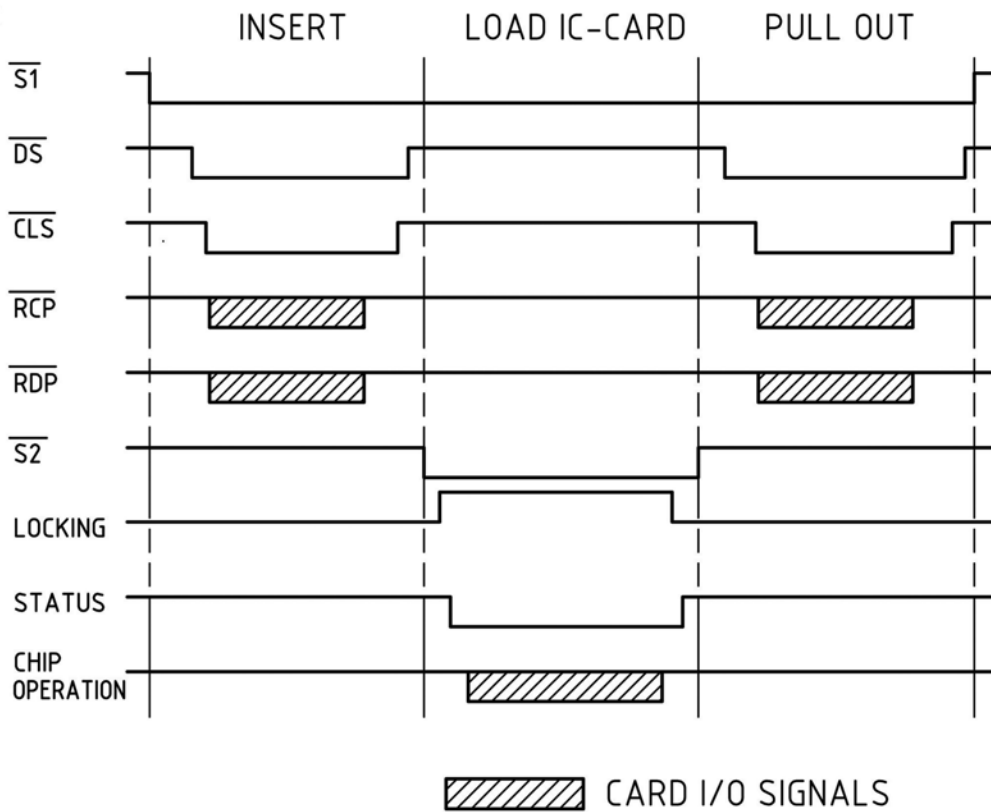 INSERT LOAD IC-CARD PULL OUT
S1
DS
CLS
RCP
RDP
S2
LOCKING
STATUS
CHIP
OPERATION
CARD I/O SIGNALS